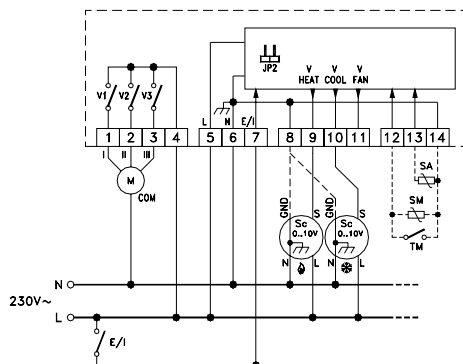 JP2
V V V
HEAT COOL FAN
V1 V2 V3
L N E/I
1 2 3 4 5 6 7 8 9 10 11 12 13 14
I II III
M
COM
SA
GND S GND S
SM
Sc Sc
0..10V 0..10V
TM
N L N L
N
230V~
L
E/I